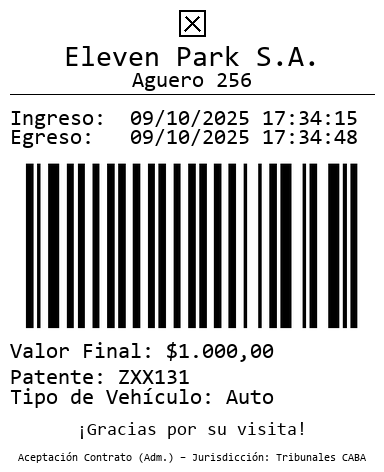 Eleven Park S.A.
Aguero 256
Ingreso: 09/10/2025 17:34:15
Egreso: 09/10/2025 17:34:48
Valor Final: $1.000,00
Patente: ZXX131
Tipo de Vehículo: Auto
¡Gracias por su visita!
Aceptación Contrato (Adm.) – Jurisdicción: Tribunales CABA